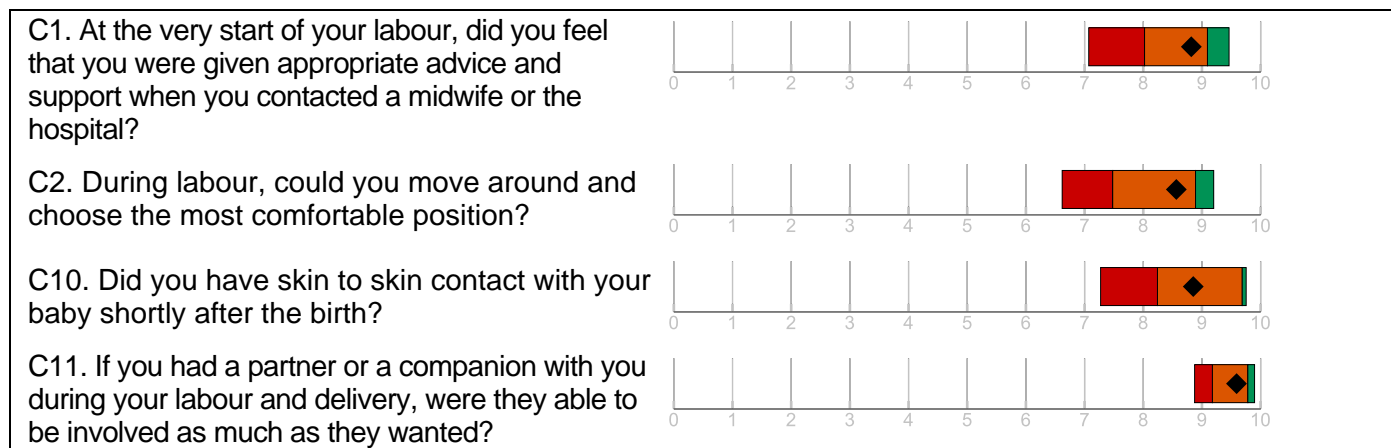 C1. At the very start of your labour, did you feel
that you were given appropriate advice and
support when you contacted a midwife or the
hospital?
0 1 2 3 4 5 6 7 8 9 10
C2. During labour, could you move around and
choose the most comfortable position?
0 1 2 3 4 5 6 7 8 9 10
C10. Did you have skin to skin contact with your
baby shortly after the birth?
0 1 2 3 4 5 6 7 8 9 10
C11. If you had a partner or a companion with you
during your labour and delivery, were they able to
be involved as much as they wanted?
0 1 2 3 4 5 6 7 8 9 10